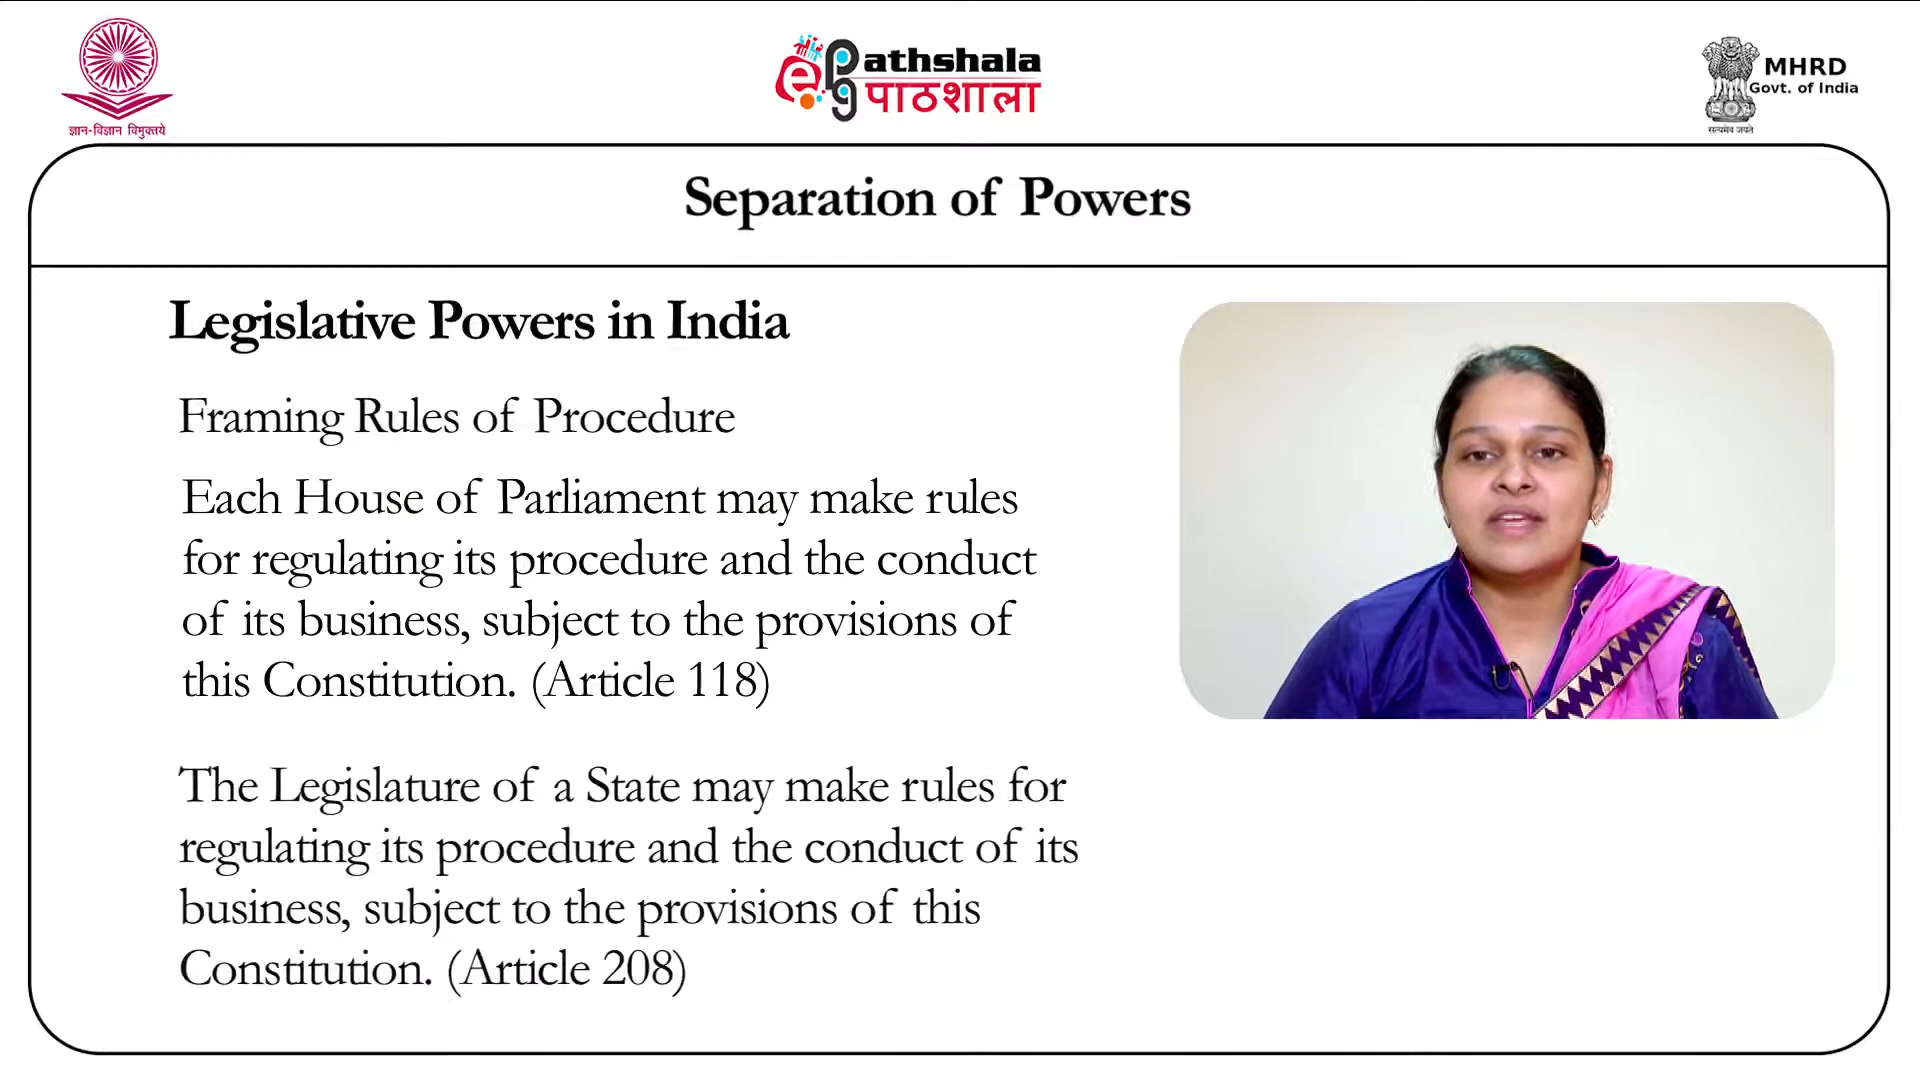 ज्ञान-विज्ञान विमुक्तये
ePGathshala
पाठशाला
MHRD
Govt. of India
सत्यमेव जयते
Separation of Powers
Legislative Powers in India
Framing Rules of Procedure
Each House of Parliament may make rules
for regulating its procedure and the conduct
of its business, subject to the provisions of
this Constitution. (Article 118)
The Legislature of a State may make rules for
regulating its procedure and the conduct of its
business, subject to the provisions of this
Constitution. (Article 208)